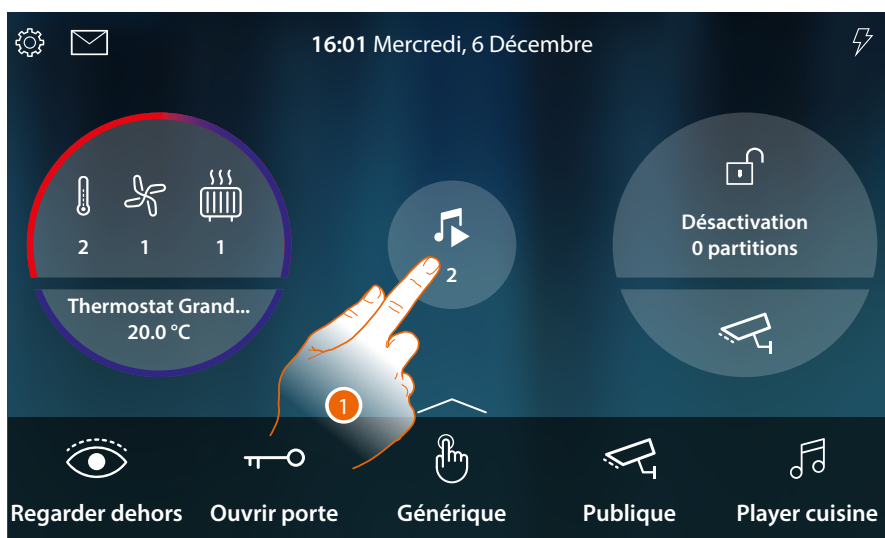 16:01 Mercredi, 6 Décembre
2 1 1
Thermostat Grand...
20.0 °C
2
Désactivation
0 partitions
1
Regarder dehors Ouvrir porte Générique Publique Player cuisine